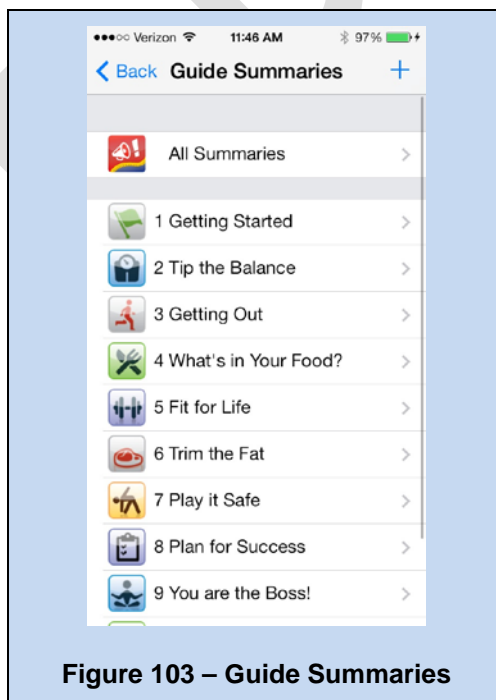 Verizon 11:46 AM 97%
Back Guide Summaries +
All Summaries
1 Getting Started
2 Tip the Balance
3 Getting Out
4 What's in Your Food?
5 Fit for Life
6 Trim the Fat
7 Play it Safe
8 Plan for Success
9 You are the Boss!
Figure 103 – Guide Summaries